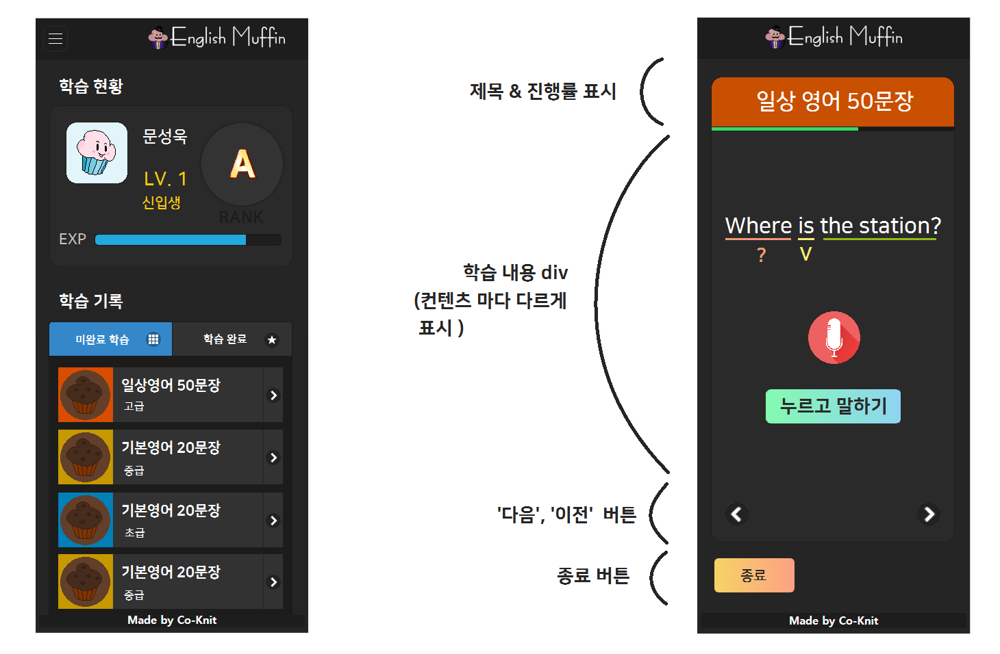 English Muffin
학습 현황
문성욱
LV. 1
신입생
A
RANK
EXP
학습 기록
미완료 학습
학습 완료
일상영어 50문장
고급
기본영어 20문장
중급
기본영어 20문장
초급
기본영어 20문장
중급
Made by Co-Knit
제목 & 진행률 표시
학습 내용 div
(컨텐츠 마다 다르게
표시 )
'다음', '이전' 버튼
종료 버튼
English Muffin
일상 영어 50문장
Where is the station?
? V
누르고 말하기
종료
Made by Co-Knit